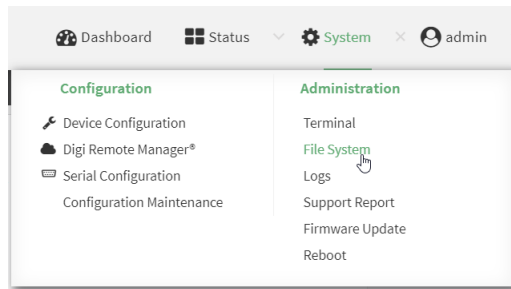 Dashboard Status System admin
Configuration
Device Configuration
Digi Remote Manager®
Serial Configuration
Configuration Maintenance
Administration
Terminal
File System
Logs
Support Report
Firmware Update
Reboot